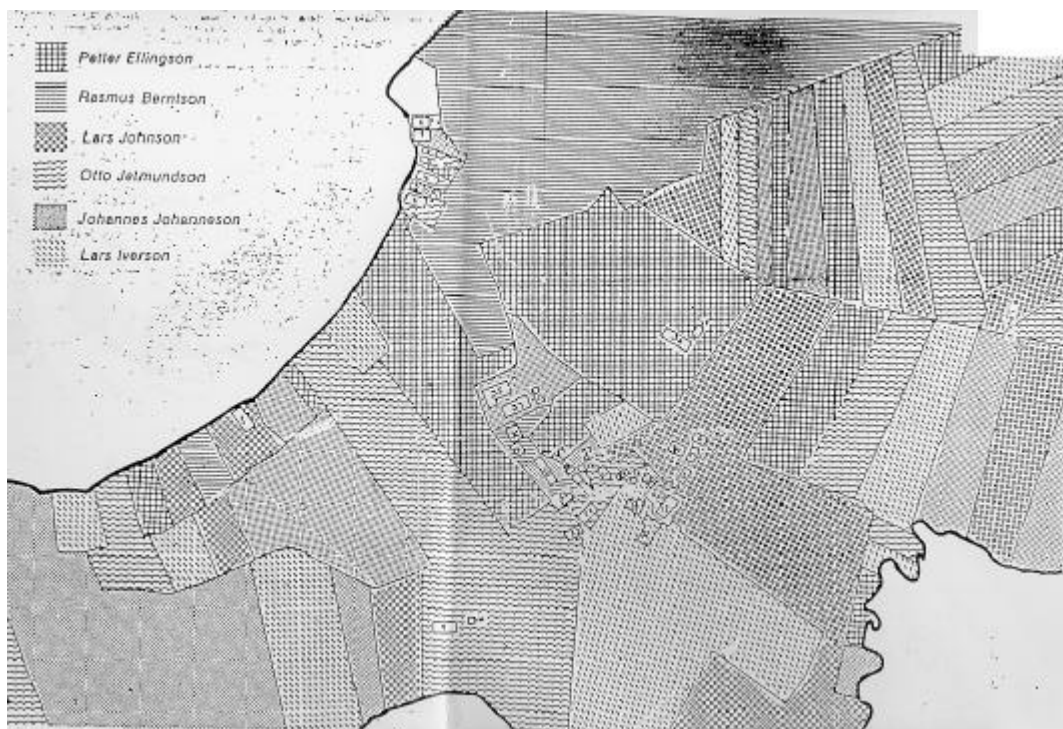 Petter Ellingson
Rasmus Berntson
Lars Johnson
Otto Jetmundson
Johannes Johanneson
Lars Iverson